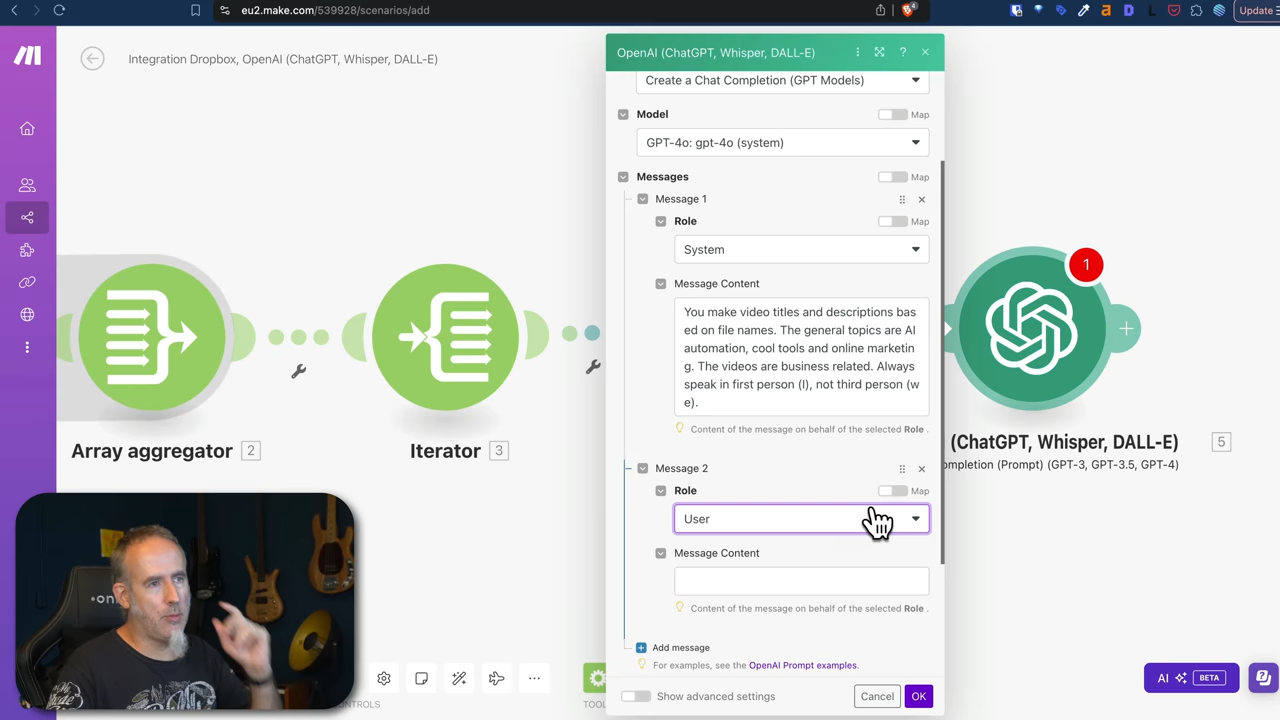 eu2.make.com/539928/scenarios/add
4
Update
Integration Dropbox, OpenAI (ChatGPT, Whisper, DALL-E)
OpenAI (ChatGPT, Whisper, DALL-E)
Create a Chat Completion (GPT Models)
Model
Map
GPT-4o: gpt-4o (system)
Messages
Map
Message 1
Role
Map
System
Message Content
You make video titles and descriptions bas
ed on file names. The general topics are AI
automation, cool tools and online marketin
g. The videos are business related. Always
speak in first person (I), not third person (w
e).
Content of the message on behalf of the selected Role .
Message 2
Role
Map
User
Message Content
Content of the message on behalf of the selected Role .
Add message
For examples, see the OpenAI Prompt examples.
Show advanced settings
Cancel
OK
Array aggregator 2
Iterator 3
1
(ChatGPT, Whisper, DALL-E) 5
ompletion (Prompt) (GPT-3, GPT-3.5, GPT-4)
AI BETA
ONTROLS
TOOL